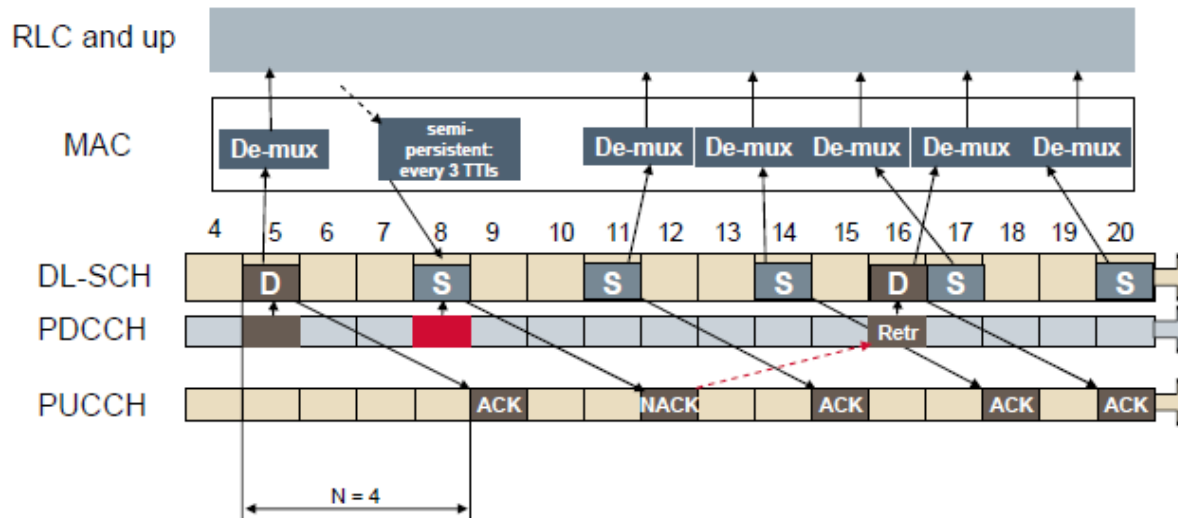 RLC and up
MAC
De-mux
semi-
persistent:
every 3 TTIs
De-mux De-mux De-mux De-mux De-mux
4 5 6 7 8 9 10 11 12 13 14 15 16 17 18 19 20
DL-SCH
D S S S D S S
PDCCH
Retr
PUCCH
ACK NACK ACK ACK ACK
N = 4